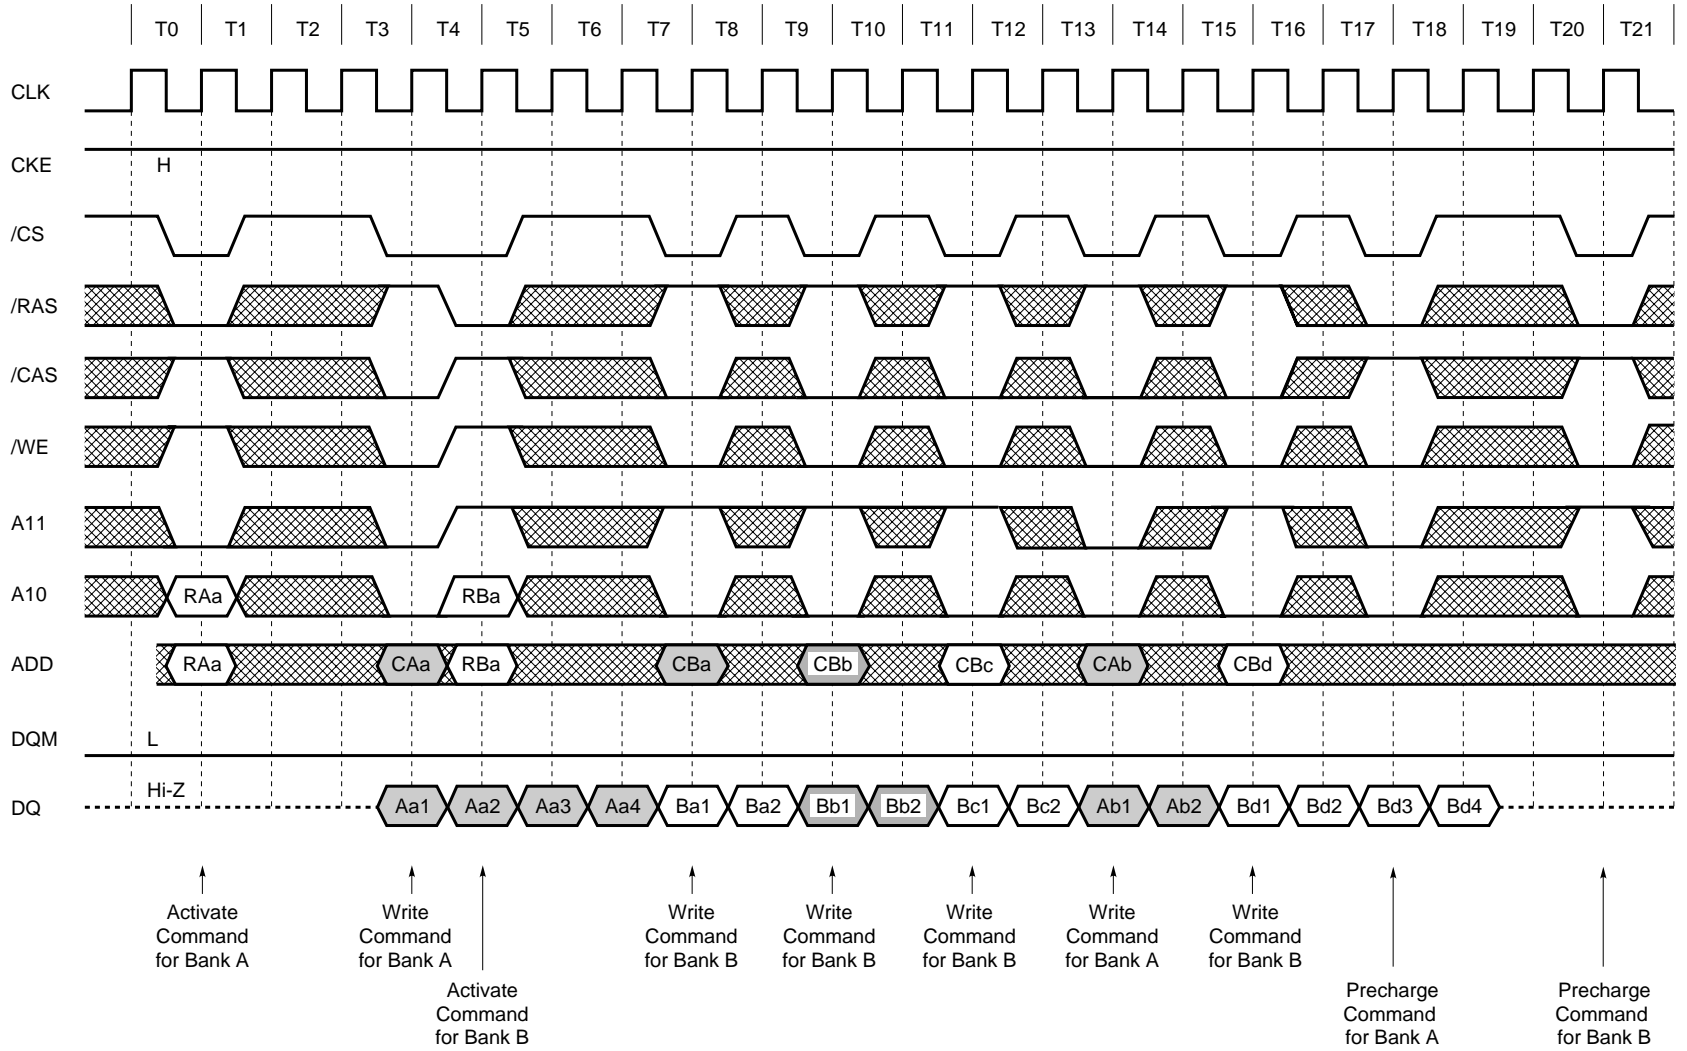 T0 T1 T2 T3 T4 T5 T6 T7 T8 T9 T10 T11 T12 T13 T14 T15 T16 T17 T18 T19 T20 T21
CLK
CKE H
/CS
/RAS
/CAS
/WE
A11
A10 RAa RBa
ADD RAa CAa RBa CBa CBb CBc CAb CBd
DQM L
Hi-Z
DQ Aa1 Aa2 Aa3 Aa4 Ba1 Ba2 Bb1 Bb2 Bc1 Bc2 Ab1 Ab2 Bd1 Bd2 Bd3 Bd4
Activate
Command
for Bank A
Write
Command
for Bank A
Activate
Command
for Bank B
Write
Command
for Bank B
Write
Command
for Bank B
Write
Command
for Bank B
Write
Command
for Bank A
Write
Command
for Bank B
Precharge
Command
for Bank A
Precharge
Command
for Bank B